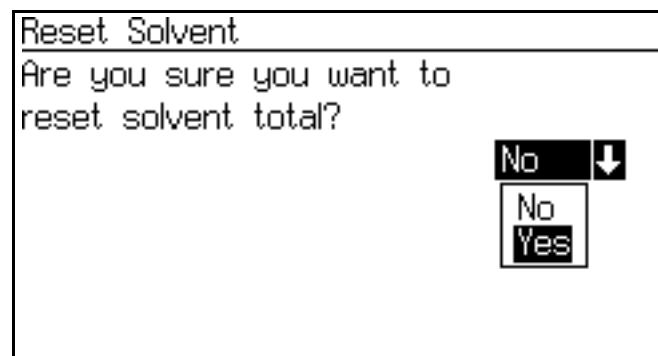 Reset Solvent
Are you sure you want to
reset solvent total?
No
No
Yes